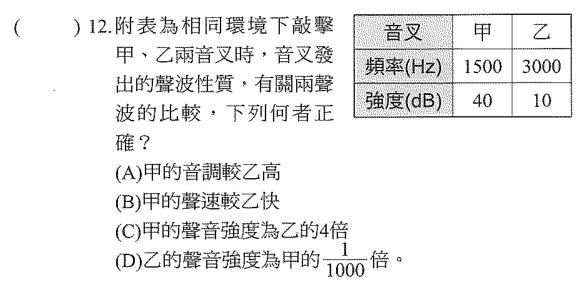 (　　) 12.附表為相同環境下敲擊
甲、乙兩音叉時，音叉發
出的聲波性質，有關兩聲
波的比較，下列何者正
確？
音叉 甲 乙
頻率(Hz) 1500 3000
強度(dB) 40 10
(A)甲的音調較乙高
(B)甲的聲速較乙快
(C)甲的聲音強度為乙的4倍
(D)乙的聲音強度為甲的1/1000倍。